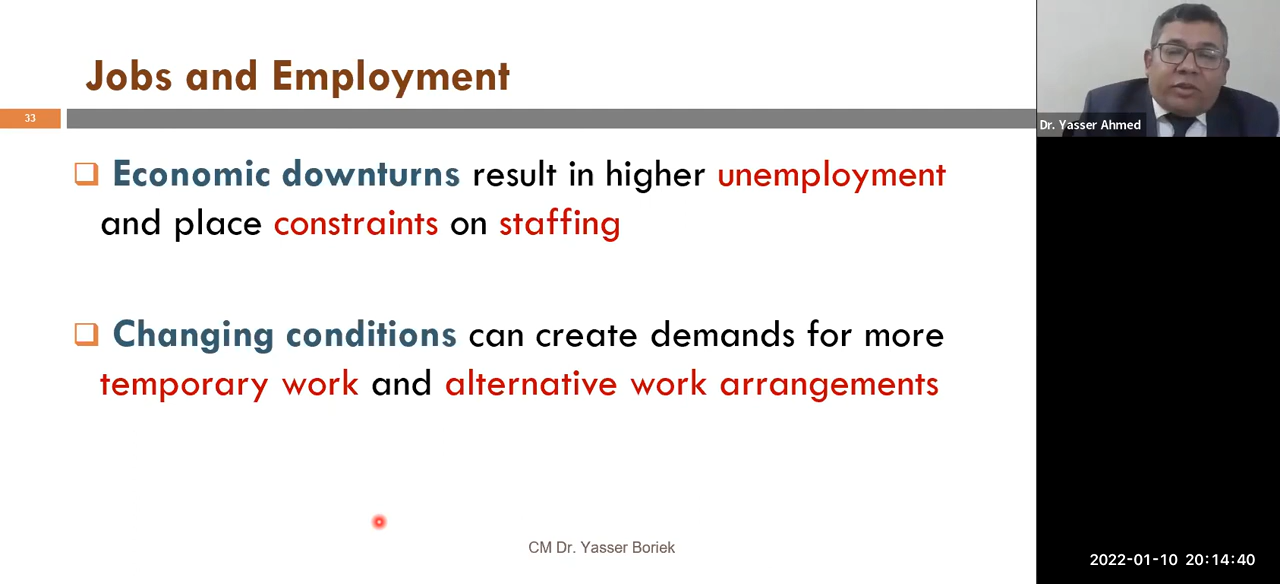 Jobs and Employment
33
Economic downturns result in higher unemployment
and place constraints on staffing
Changing conditions can create demands for more
temporary work and alternative work arrangements
CM Dr. Yasser Boriek
Dr. Yasser Ahmed
2022-01-10 20:14:40